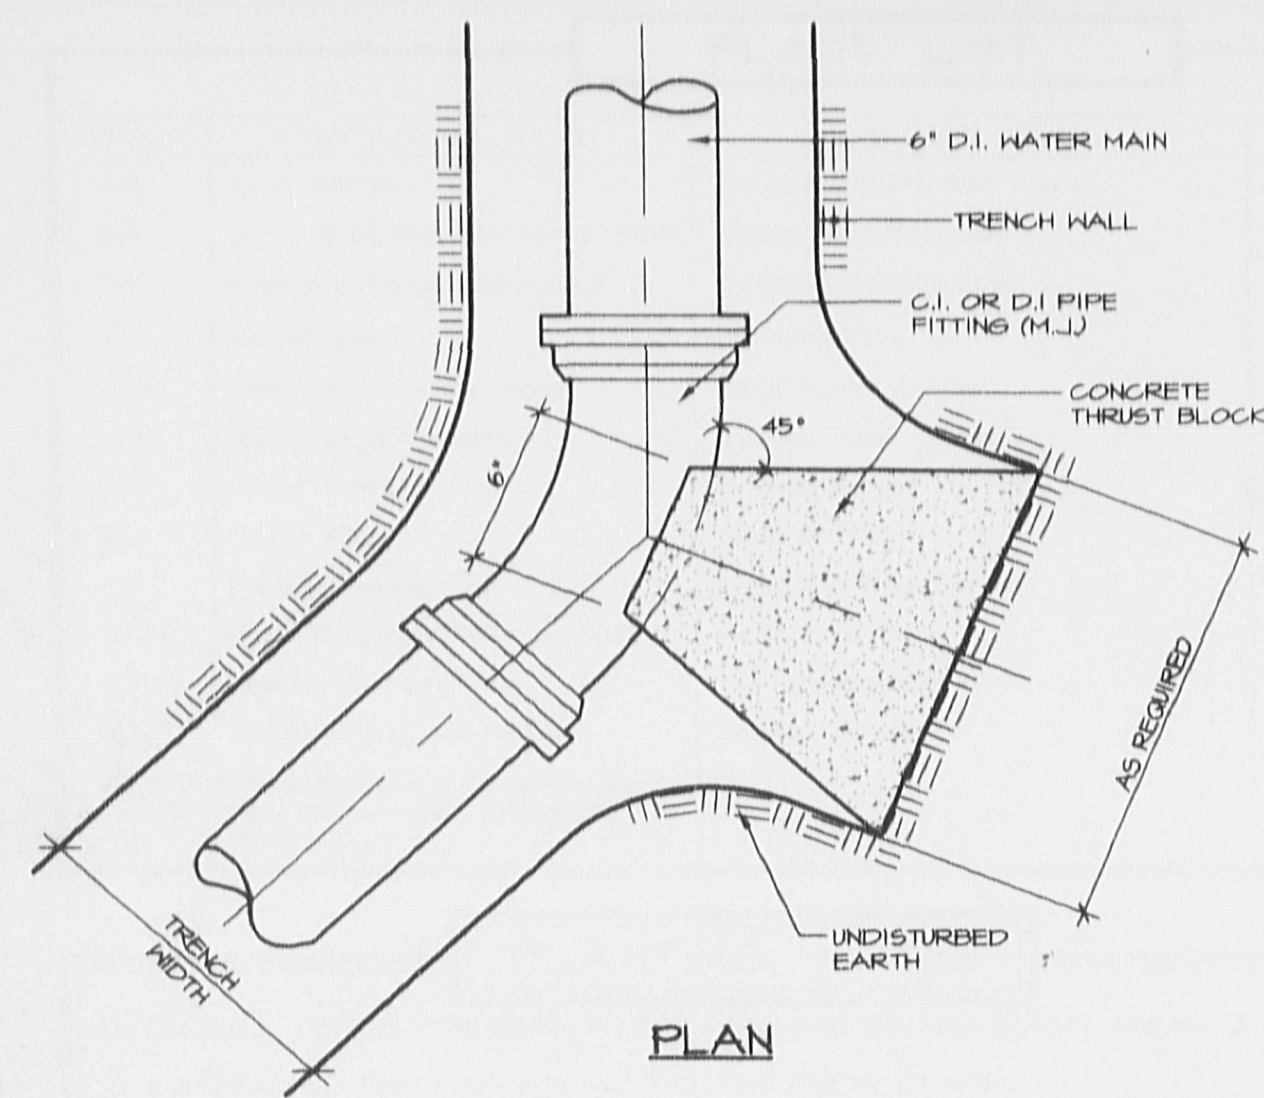 6" D.I. WATER MAIN
TRENCH WALL
C.I. OR D.I PIPE
FITTING (M.J.)
CONCRETE
THRUST BLOCK
45°
6"
AS REQUIRED
TRENCH
WIDTH
UNDISTURBED
EARTH
PLAN